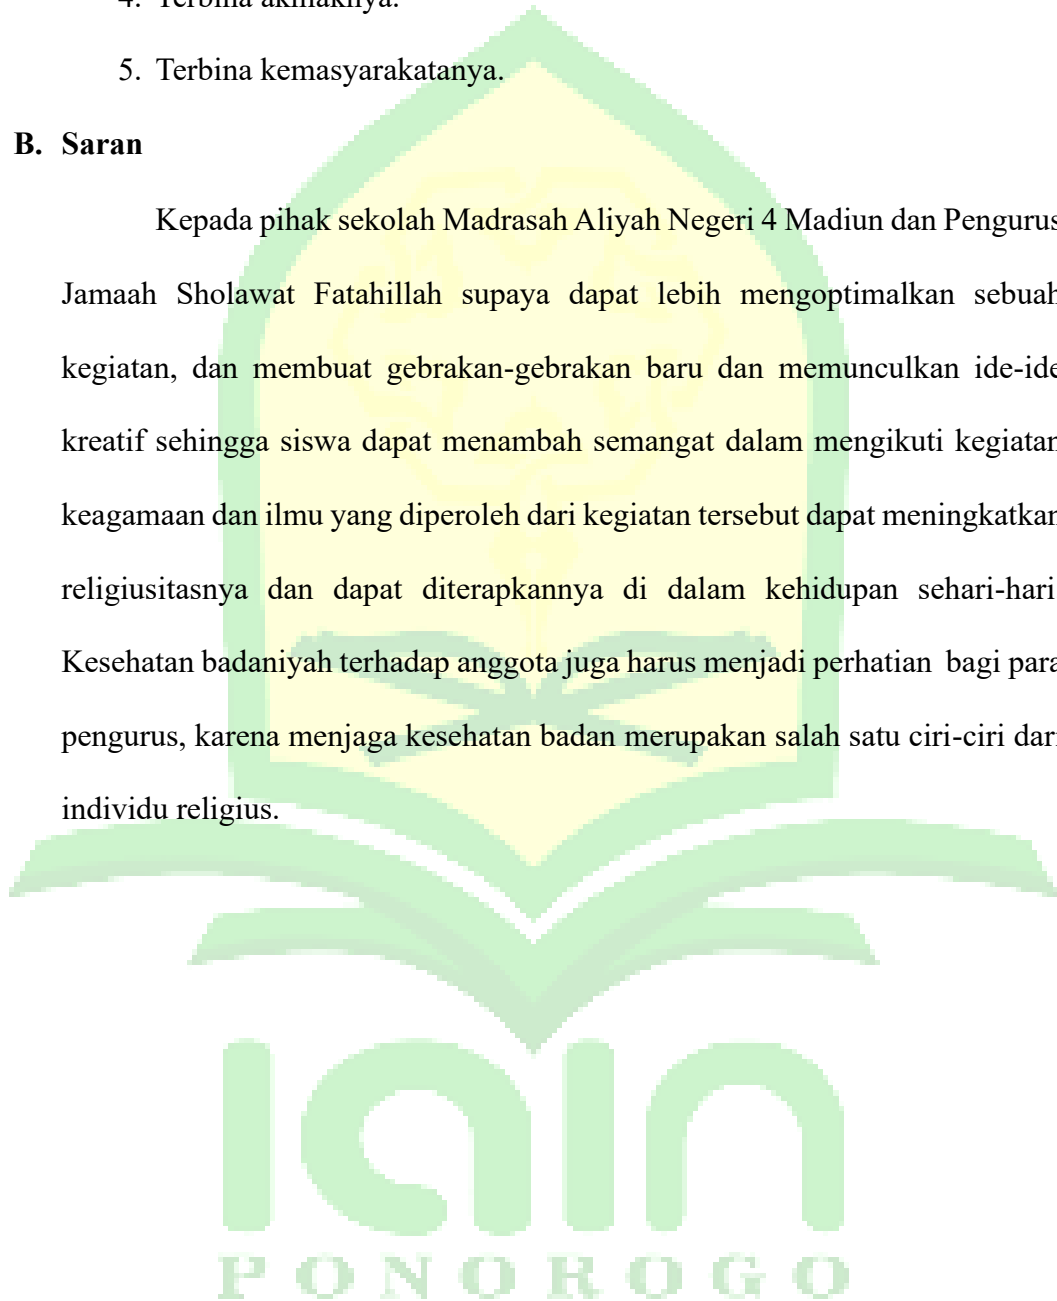 4. Terbina akhlaknya.
5. Terbina kemasyarakatanya.
B. Saran
Kepada pihak sekolah Madrasah Aliyah Negeri 4 Madiun dan Pengurus
Jamaah Sholawat Fatahillah supaya dapat lebih mengoptimalkan sebuah
kegiatan, dan membuat gebrakan-gebrakan baru dan memunculkan ide-ide
kreatif sehingga siswa dapat menambah semangat dalam mengikuti kegiatan
keagamaan dan ilmu yang diperoleh dari kegiatan tersebut dapat meningkatkan
religiusitasnya dan dapat diterapkannya di dalam kehidupan sehari-hari
Kesehatan badaniyah terhadap anggota juga harus menjadi perhatian bagi para
pengurus, karena menjaga kesehatan badan merupakan salah satu ciri-ciri dari
individu religius.
iain
PONOROGO